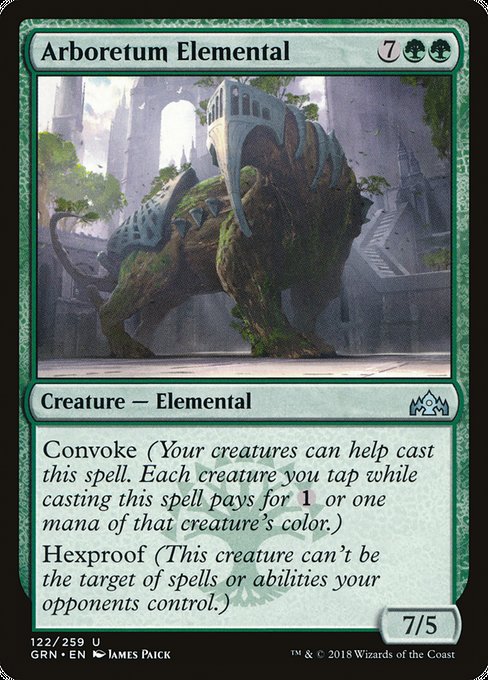 Arboretum Elemental 7
Creature — Elemental
Convoke (Your creatures can help cast
this spell. Each creature you tap while
casting this spell pays for 1 or one
mana of that creature's color.)
Hexproof (This creature can't be
the target of spells or abilities your
opponents control.)
7/5
122/259 U
GRN • EN James Paick
™ & © 2018 Wizards of the Coast